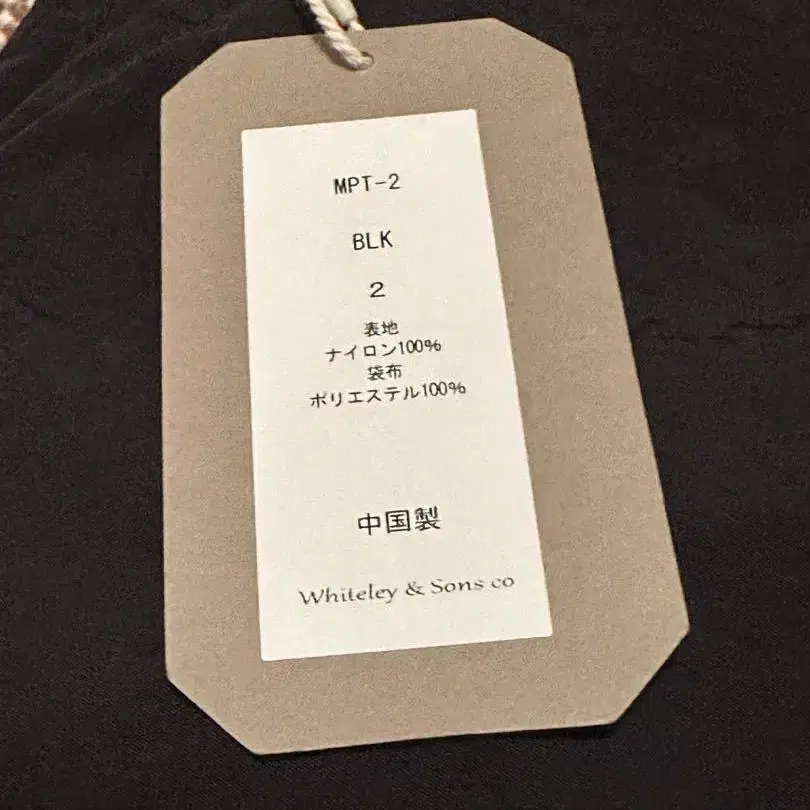 MPT-2
BLK
2
表地
ナイロン100%
袋布
ポリエステル100%
中国製
Whiteley & Sons co